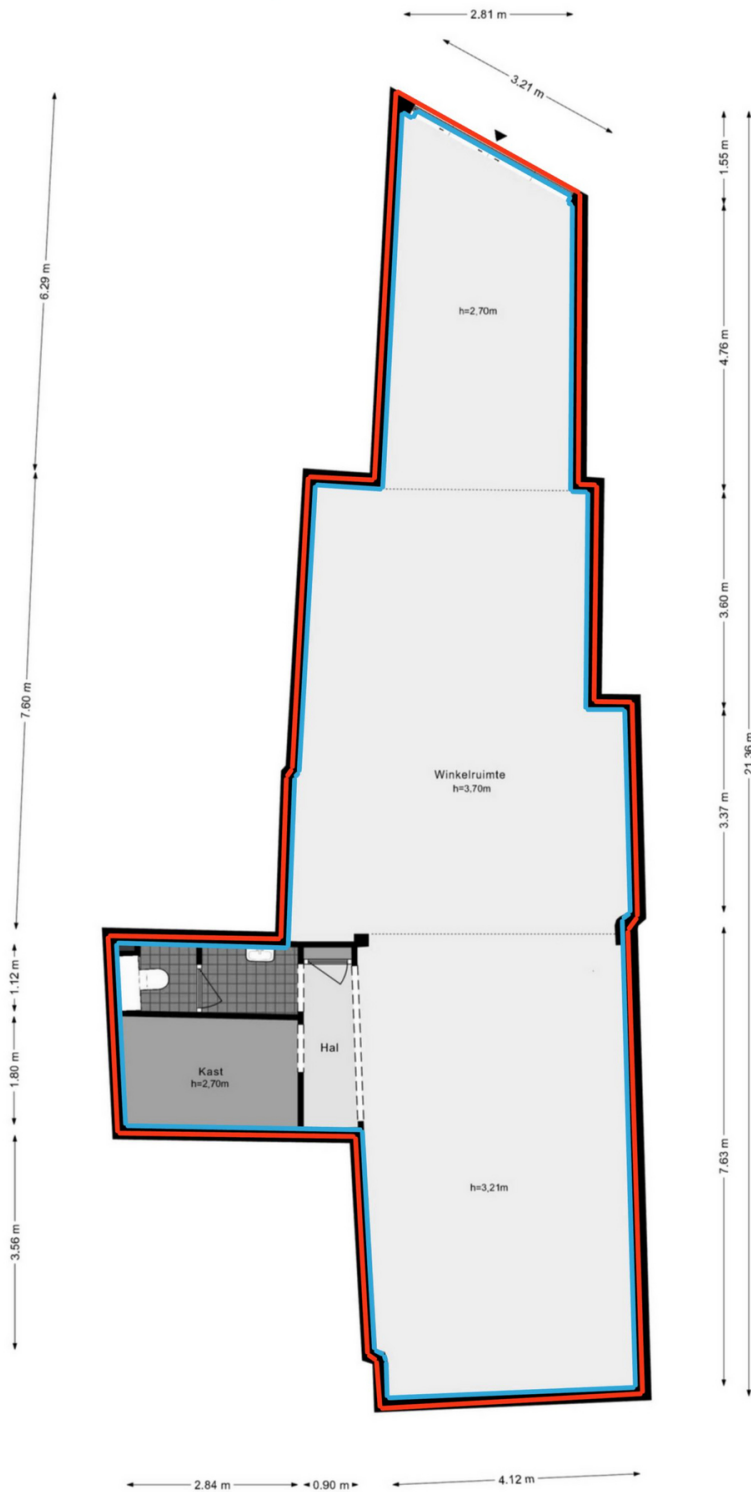 2.81 m
3.21 m
1.55 m
6.29 m
h=2,70m
4.76 m
3.60 m
7.60 m
21.36 m
Winkelruimte
h=3,70m
3.37 m
1.12 m
Hal
Kast
h=2,70m
1.80 m
7.63 m
h=3,21m
3.56 m
2.84 m
0.90 m
4.12 m